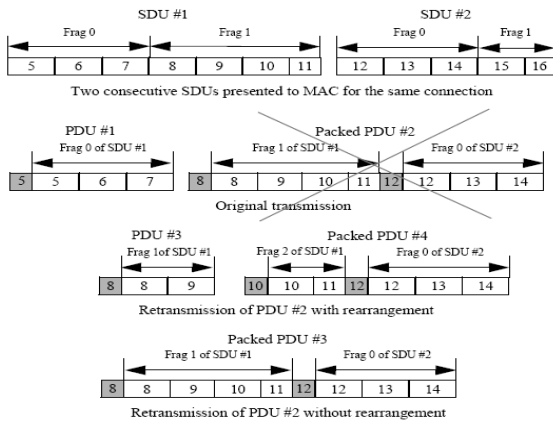 SDU #1 SDU #2
Frag 0 Frag 1 Frag 0 Frag 1
5 6 7 8 9 10 11 12 13 14 15 16
Two consecutive SDUs presented to MAC for the same connection
PDU #1 Packed PDU #2
Frag 0 of SDU #1 Frag 1 of SDU #1 Frag 0 of SDU #2
5 5 6 7 8 8 9 10 11 12 12 13 14
Original transmission
PDU #3 Packed PDU #4
Frag 1of SDU #1 Frag 2 of SDU #1 Frag 0 of SDU #2
8 8 9 10 10 11 12 12 13 14
Retransmission of PDU #2 with rearrangement
Packed PDU #3
Frag 1 of SDU #1 Frag 0 of SDU #2
8 8 9 10 11 12 12 13 14
Retransmission of PDU #2 without rearrangement